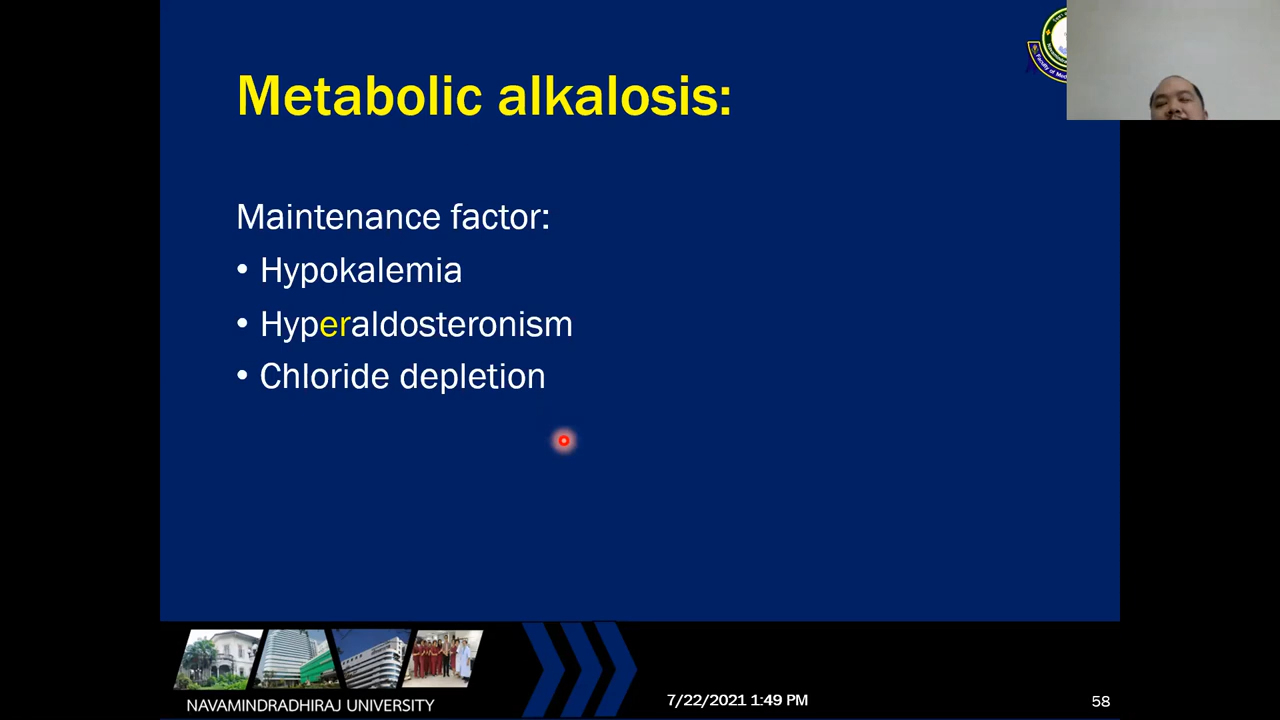 Metabolic alkalosis:
Maintenance factor:
• Hypokalemia
• Hyperaldosteronism
• Chloride depletion
NAVAMINDRADHIRAJ UNIVERSITY
7/22/2021 1:49 PM
58